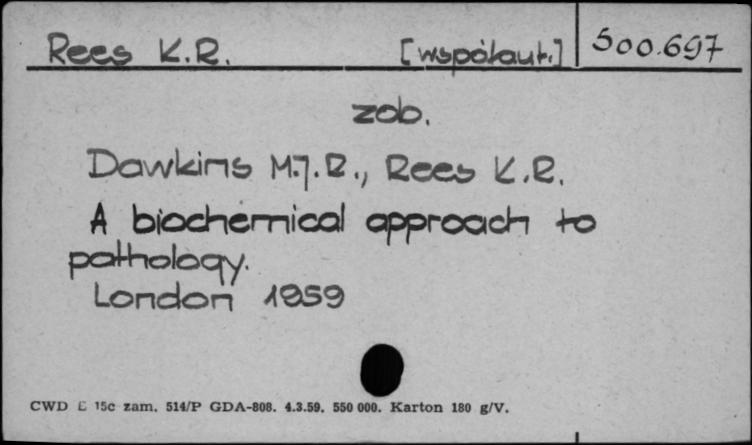 Rees K.R. [współaut.] 500.697
zob.
Dawkins M.J.R., Rees K.R.
A biochemical approach to
pathology.
London 1959
CWD E 15c zam. 514/P GDA-808. 4.3.59. 550 000. Karton 180 g/V.